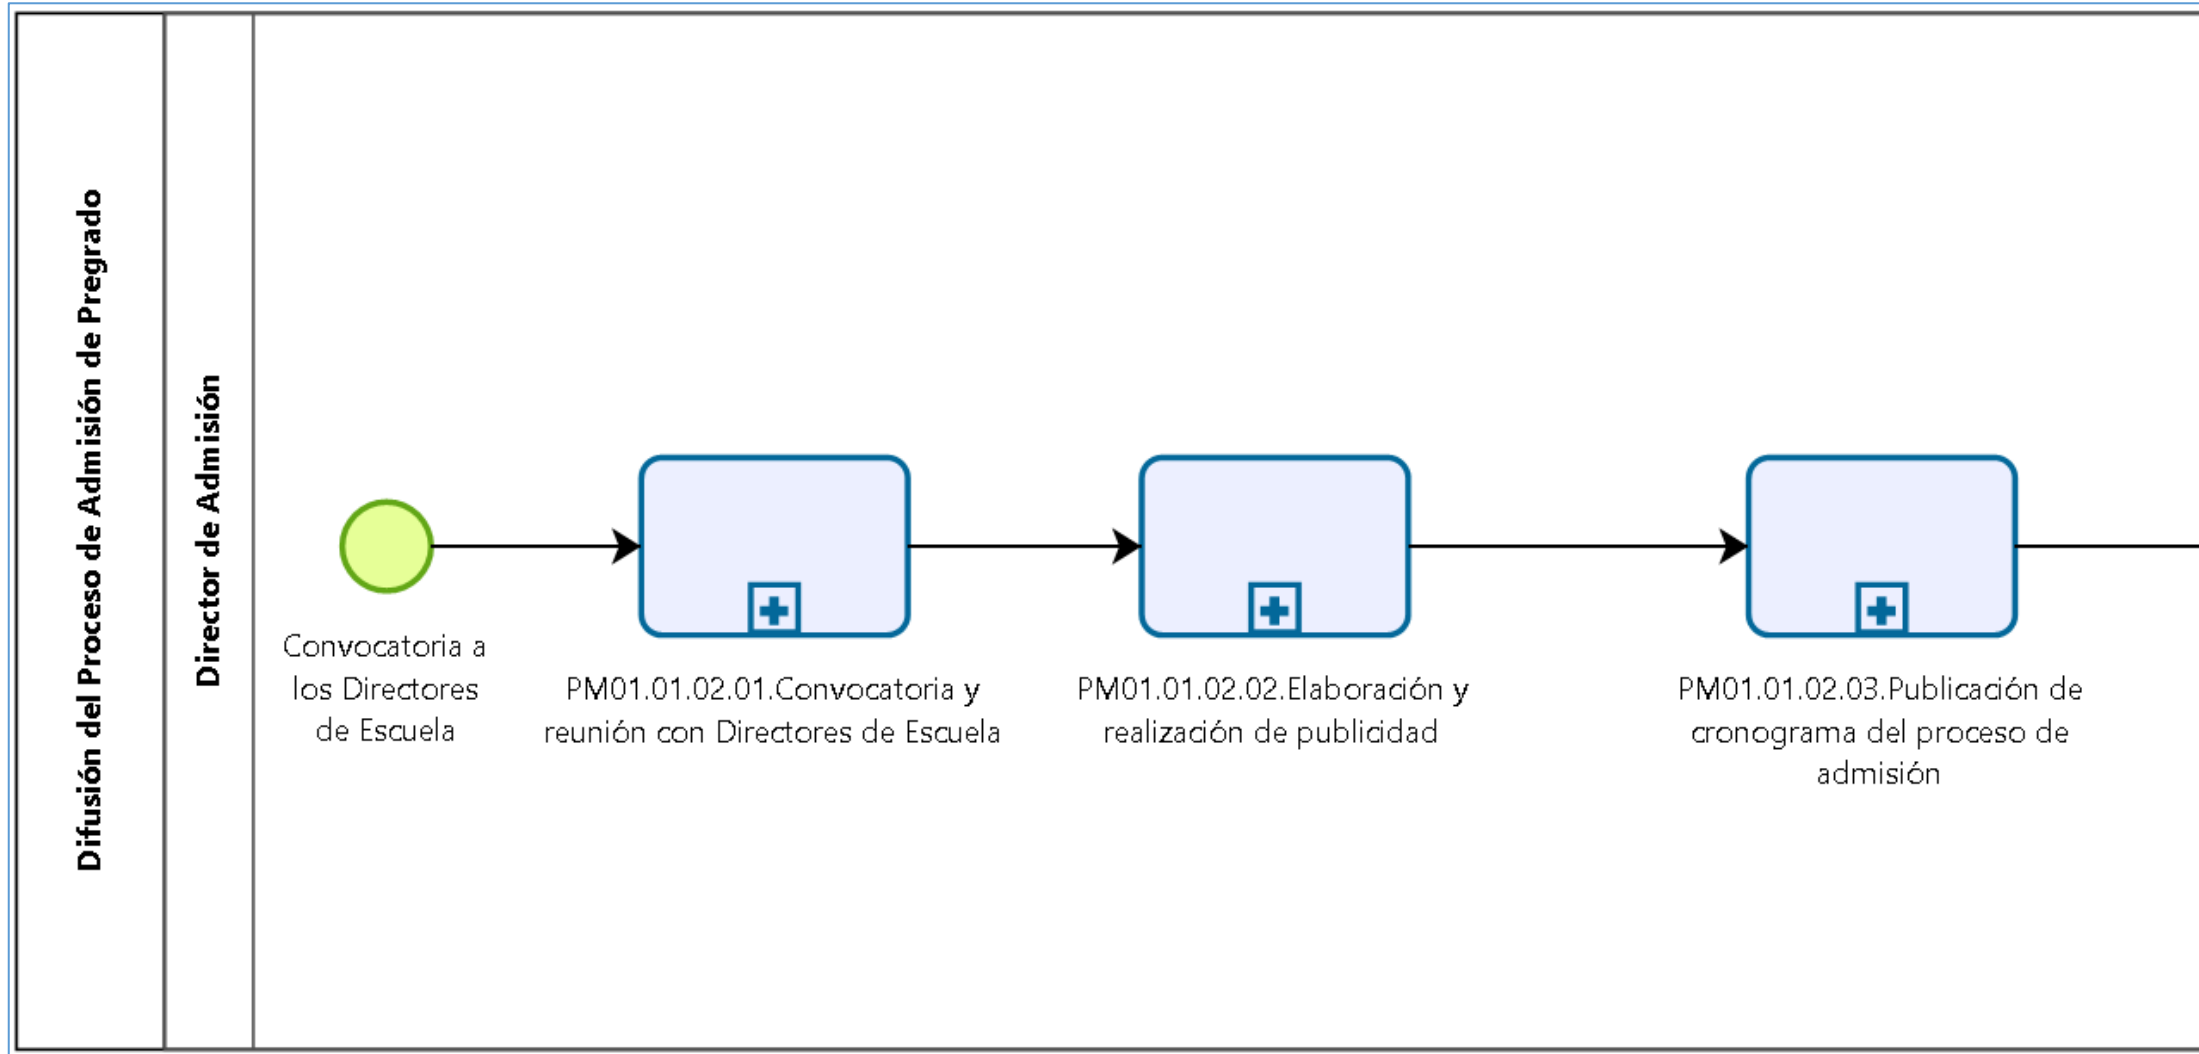 Difusión del Proceso de Admisión de Pregrado
Director de Admisión
Convocatoria a
los Directores
de Escuela
PM01.01.02.01.Convocatoria y
reunión con Directores de Escuela
PM01.01.02.02.Elaboración y
realización de publicidad
PM01.01.02.03.Publicación de
cronograma del proceso de
admisión